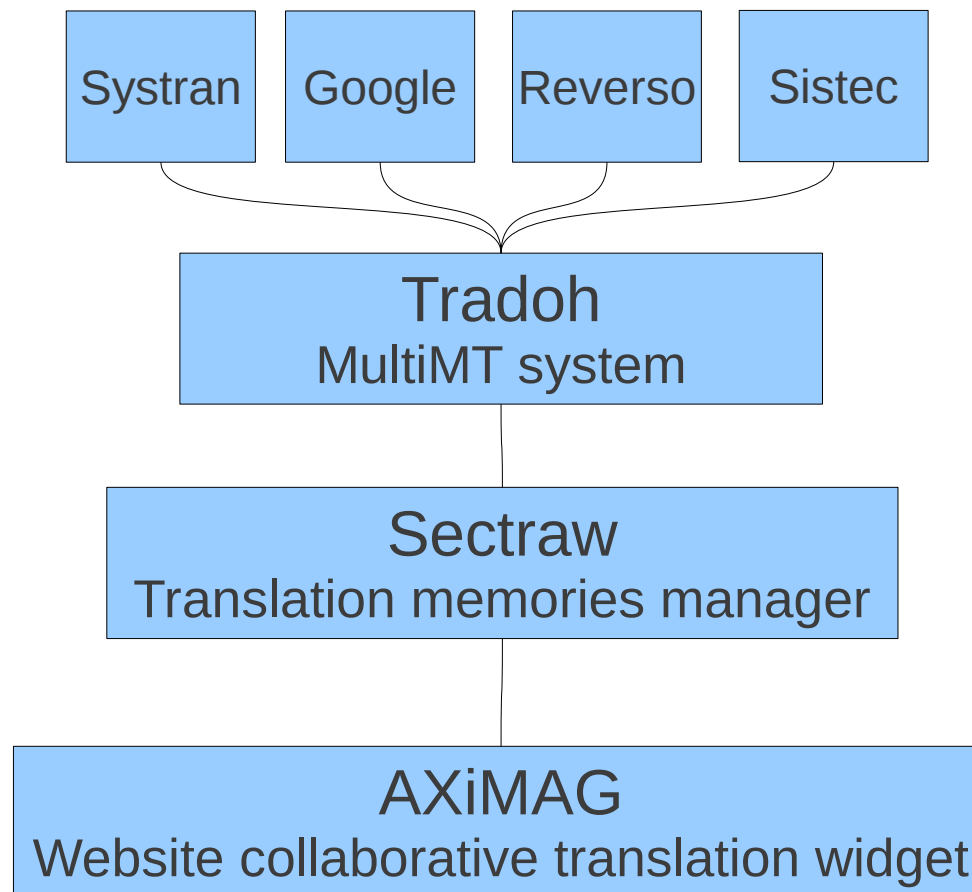 Systran
Google
Reverso
Sistec
Tradoh
MultiMT system
Sectraw
Translation memories manager
AXiMAG
Website collaborative translation widget